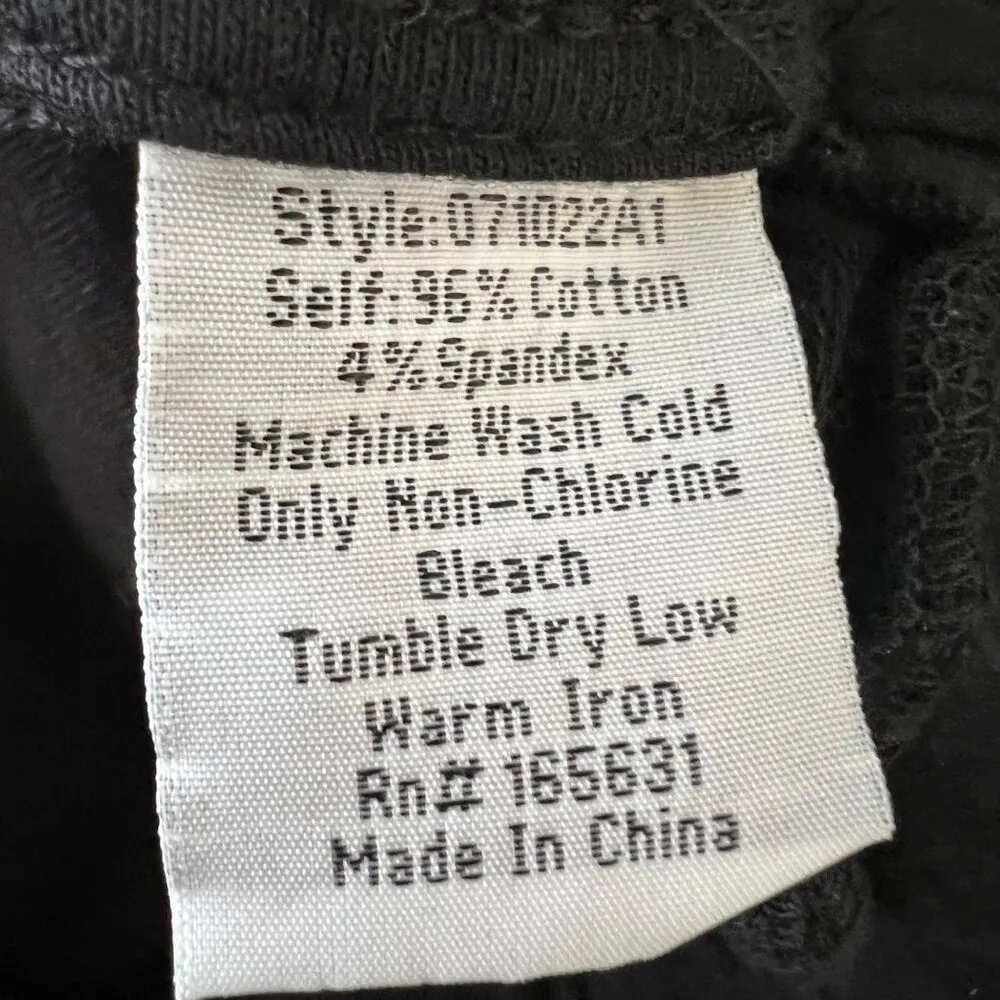 Style:071022A1
Self:96% Cotton
4%Spandex
Machine Wash Cold
Only Non-Chlorine
Bleach
Tumble Dry Low
Warm Iron
Rn# 165631
Made In China